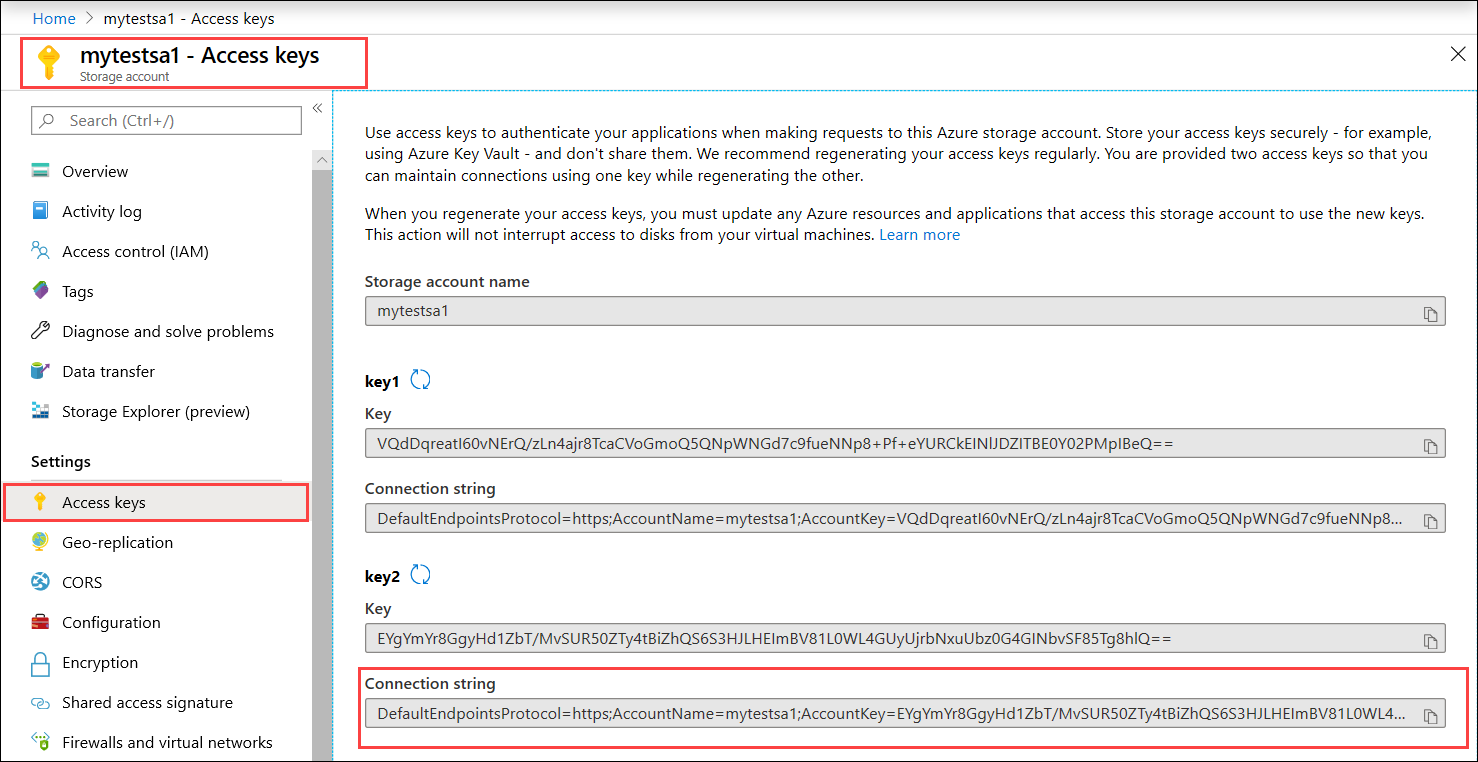 Home > mytestsa1 - Access keys
mytestsa1 - Access keys
Storage account
Search (Ctrl+/)
Overview
Activity log
Access control (IAM)
Tags
Diagnose and solve problems
Data transfer
Storage Explorer (preview)
Settings
Access keys
Geo-replication
CORS
Configuration
Encryption
Shared access signature
Firewalls and virtual networks
Use access keys to authenticate your applications when making requests to this Azure storage account. Store your access keys securely - for example,
using Azure Key Vault - and don't share them. We recommend regenerating your access keys regularly. You are provided two access keys so that you
can maintain connections using one key while regenerating the other.
When you regenerate your access keys, you must update any Azure resources and applications that access this storage account to use the new keys.
This action will not interrupt access to disks from your virtual machines. Learn more
Storage account name
mytestsa1
key1
Key
VQdDqreatI60vNErQ/zLn4ajr8TcaCVoGmoQ5QNpWNGd7c9fueNNp8+Pf+eYURCkEINlJDZITBE0Y02PMpIBeQ==
Connection string
DefaultEndpointsProtocol=https;AccountName=mytestsa1;AccountKey=VQdDqreatI60vNErQ/zLn4ajr8TcaCVoGmoQ5QNpWNGd7c9fueNNp8...
key2
Key
EYgYmYr8GgyHd1ZbT/MvSUR50ZTy4tBiZhQS6S3HJLHEImBV81L0WL4GUyUjrbNxuUbz0G4GINbvSF85Tg8hlQ==
Connection string
DefaultEndpointsProtocol=https;AccountName=mytestsa1;AccountKey=EYgYmYr8GgyHd1ZbT/MvSUR50ZTy4tBiZhQS6S3HJLHEImBV81L0WL4...